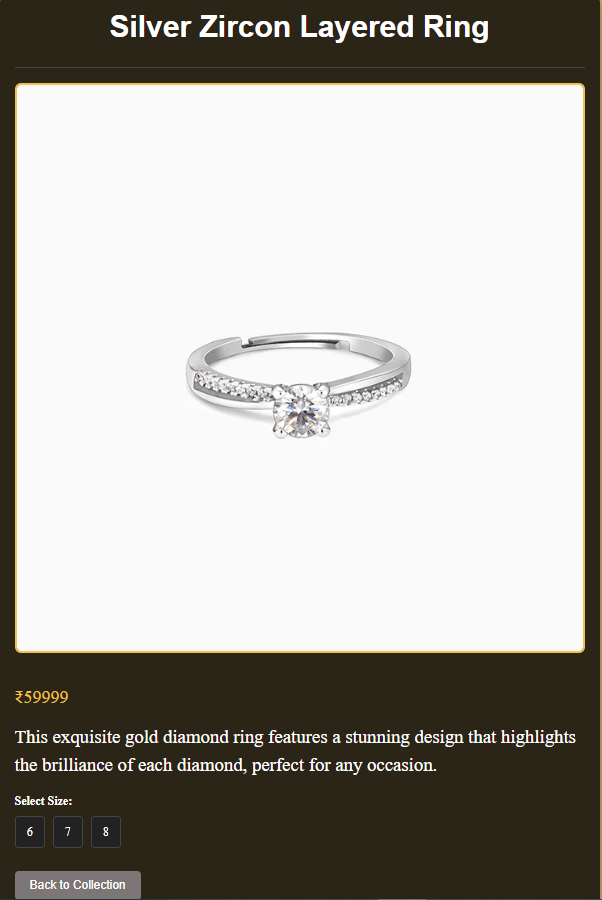 Silver Zircon Layered Ring
₹59999
This exquisite gold diamond ring features a stunning design that highlights
the brilliance of each diamond, perfect for any occasion.
Select Size:
6 7 8
Back to Collection